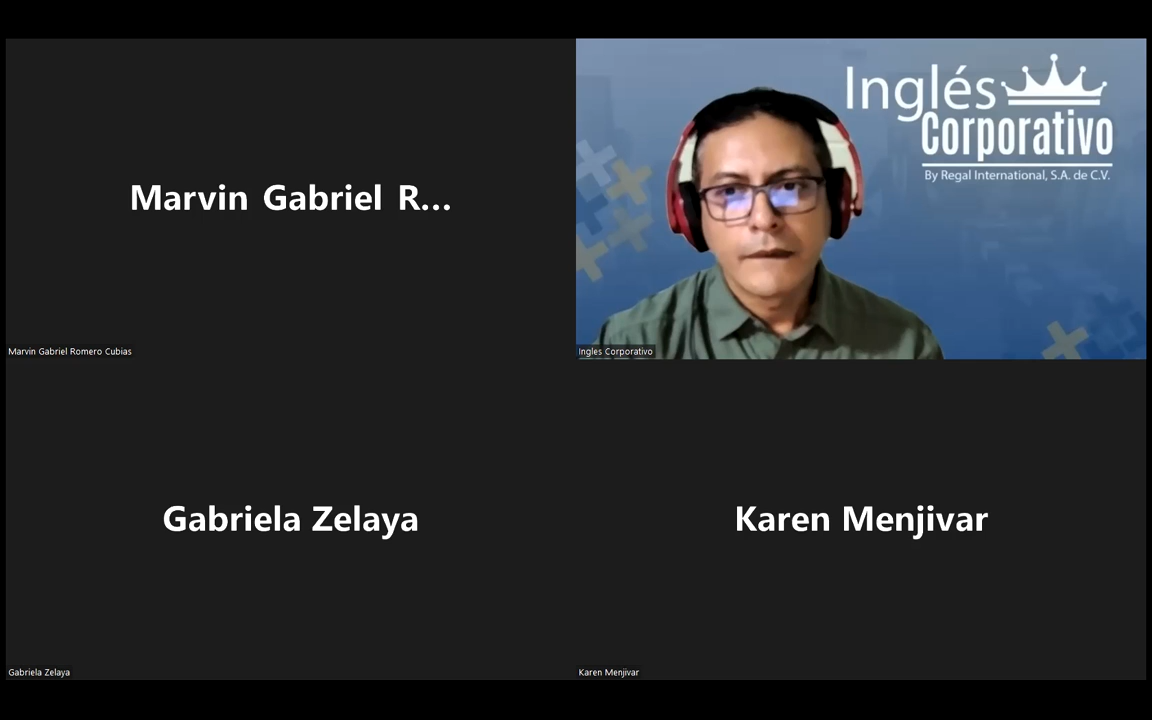 Marvin Gabriel R...
Marvin Gabriel Romero Cubias
Inglés
Corporativo
By Regal International, S.A. de C.V.
Ingles Corporativo
Gabriela Zelaya
Gabriela Zelaya
Karen Menjivar
Karen Menjivar